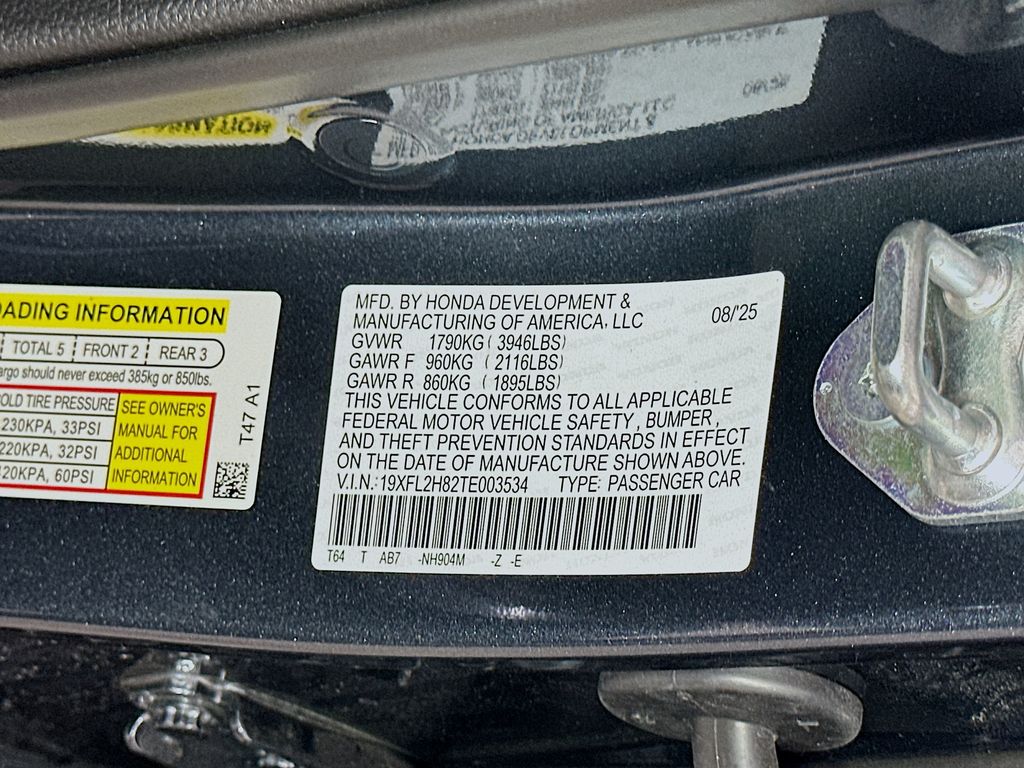 OADING INFORMATION
TOTAL 5 FRONT 2 REAR 3
argo should never exceed 385kg or 850lbs.
OLD TIRE PRESSURE
230KPA, 33PSI
220KPA, 32PSI
420KPA, 60PSI
SEE OWNER'S
MANUAL FOR
ADDITIONAL
INFORMATION
T47 A1
MFD. BY HONDA DEVELOPMENT &
MANUFACTURING OF AMERICA, LLC 08/'25
GVWR 1790KG (3946LBS)
GAWR F 960KG (2116LBS)
GAWR R 860KG (1895LBS)
THIS VEHICLE CONFORMS TO ALL APPLICABLE
FEDERAL MOTOR VEHICLE SAFETY, BUMPER,
AND THEFT PREVENTION STANDARDS IN EFFECT
ON THE DATE OF MANUFACTURE SHOWN ABOVE.
V.I.N.: 19XFL2H82TE003534 TYPE: PASSENGER CAR
T64 T AB7 -NH904M -Z -E